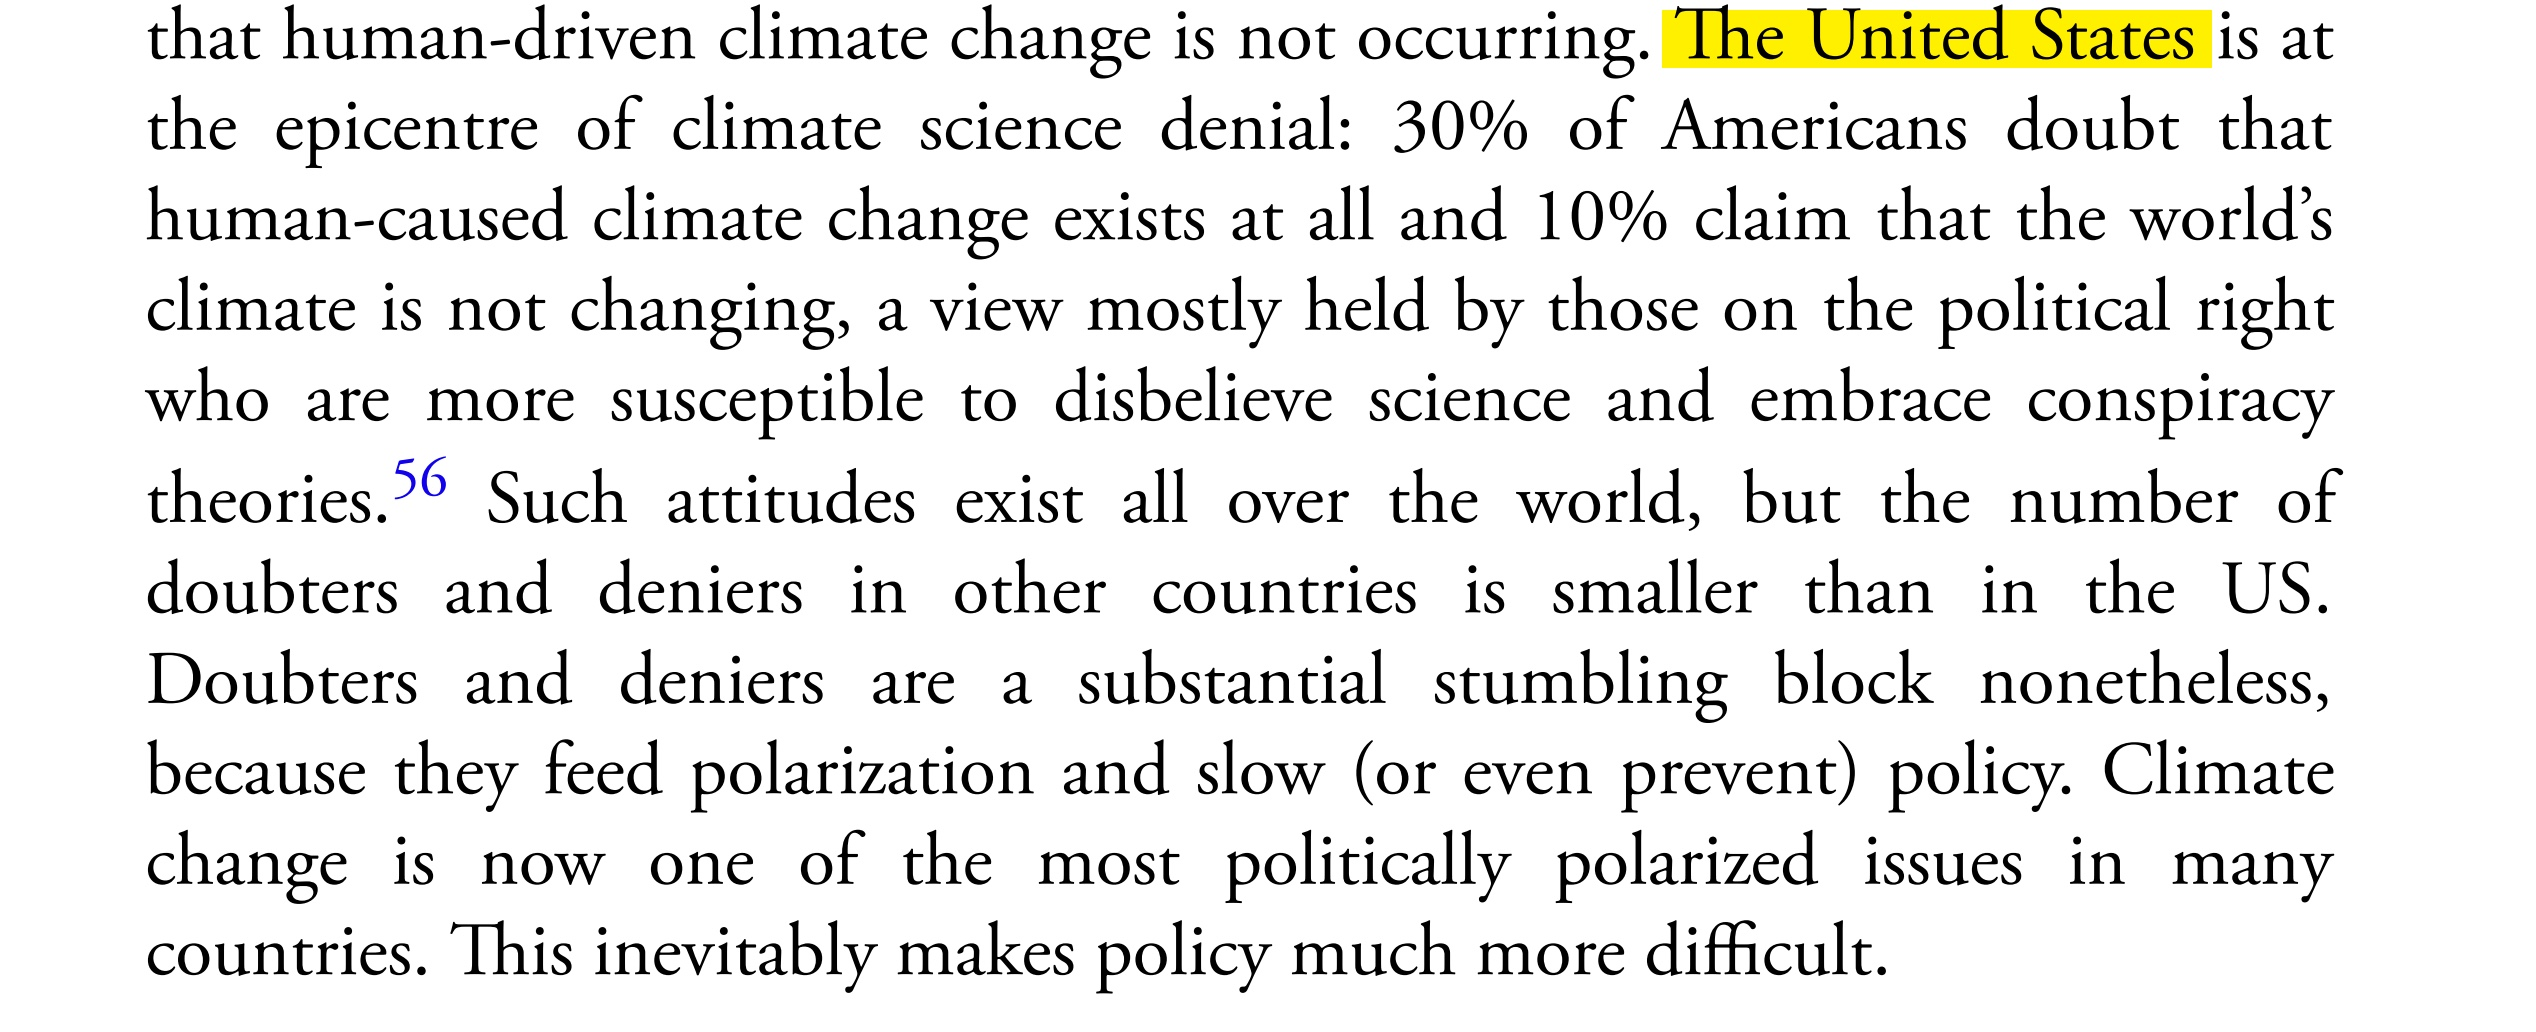 that human-driven climate change is not occurring. The United States is at
the epicentre of climate science denial: 30% of Americans doubt that
human-caused climate change exists at all and 10% claim that the world’s
climate is not changing, a view mostly held by those on the political right
who are more susceptible to disbelieve science and embrace conspiracy
theories.56 Such attitudes exist all over the world, but the number of
doubters and deniers in other countries is smaller than in the US.
Doubters and deniers are a substantial stumbling block nonetheless,
because they feed polarization and slow (or even prevent) policy. Climate
change is now one of the most politically polarized issues in many
countries. This inevitably makes policy much more difficult.